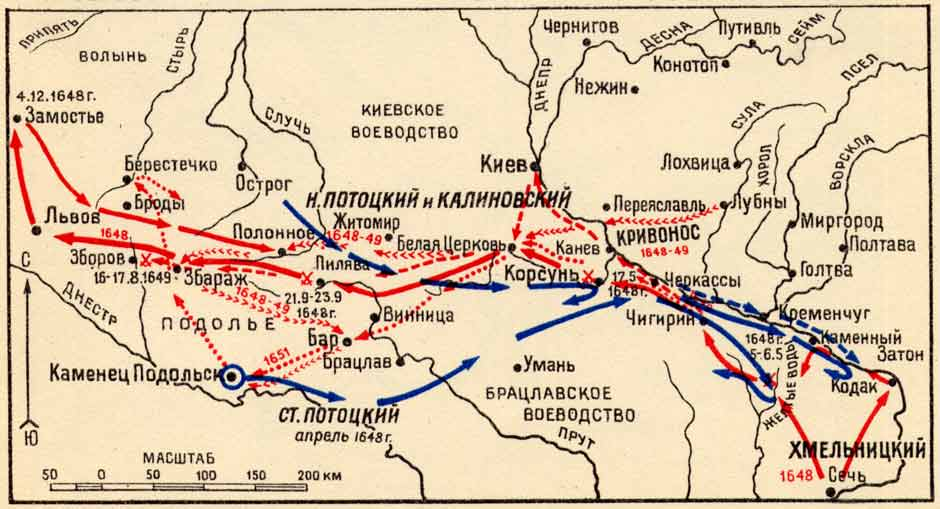 ПРИПЯТЬ
ВОЛЫНЬ
СТЫРЬ
4.12.1648 г.
Замостье
СЛУЧЬ
КИЕВСКОЕ
ВОЕВОДСТВО
ДНЕПР
Чернигов
ДЕСНА
Путивль
СЕЙМ
Конотоп
Нежин
ПСЕЛ
СУЛА
ХОРОЛ
ВОРСКЛА
Берестечко
Острог
Киев
Лохвица
Броды
Н. ПОТОЦКИЙ и КАЛИНОВСКИЙ
Переяславль
Лубны
Львов
1648
Полонное
Житомир
1648-49
Белая Церковь
Канев
КРИВОНОС
1648-49
Миргород
Полтава
С
Зборов
16-17.8.1649
Збараж
Пилява
21.9-23.9
1648г.
Корсунь
17.5
1648г.
Черкассы
Голтва
ДНЕСТР
1648-49
ПОДОЛЬЕ
Винница
Чигирин
Кременчуг
Бар
1651
Брацлав
Умань
1648г.
5-6.5
Каменный
Затон
Каменец Подольск
БРАЦЛАВСКОЕ
ВОЕВОДСТВО
ЖЕЛТЫЕ ВОДЫ
Кодак
СТ. ПОТОЦКИЙ
апрель 1648 г.
ПРУТ
Ю
ХМЕЛЬНИЦКИЙ
1648
Сечь
МАСШТАБ
50 0 50 100 150 200 км